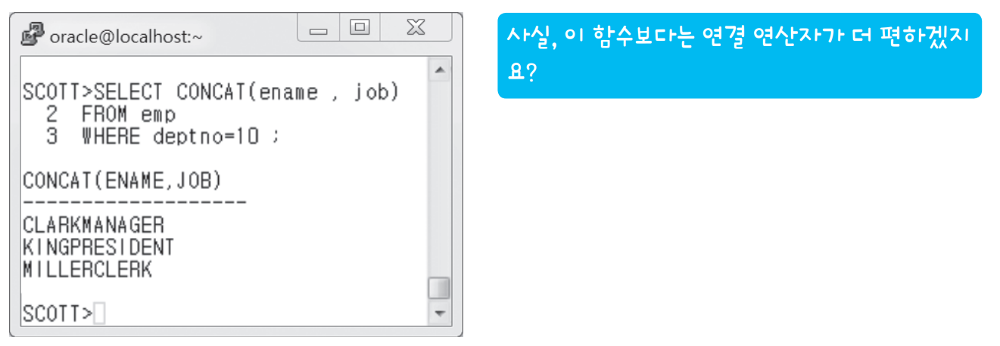 oracle@localhost:~
SCOTT>SELECT CONCAT(ename , job)
2 FROM emp
3 WHERE deptno=10 ;
CONCAT(ENAME,JOB)
--------------------
CLARKMANAGER
KINGPRESIDENT
MILLERCLERK
SCOTT>
사실, 이 함수보다는 연결 연산자가 더 편하겠지
요?